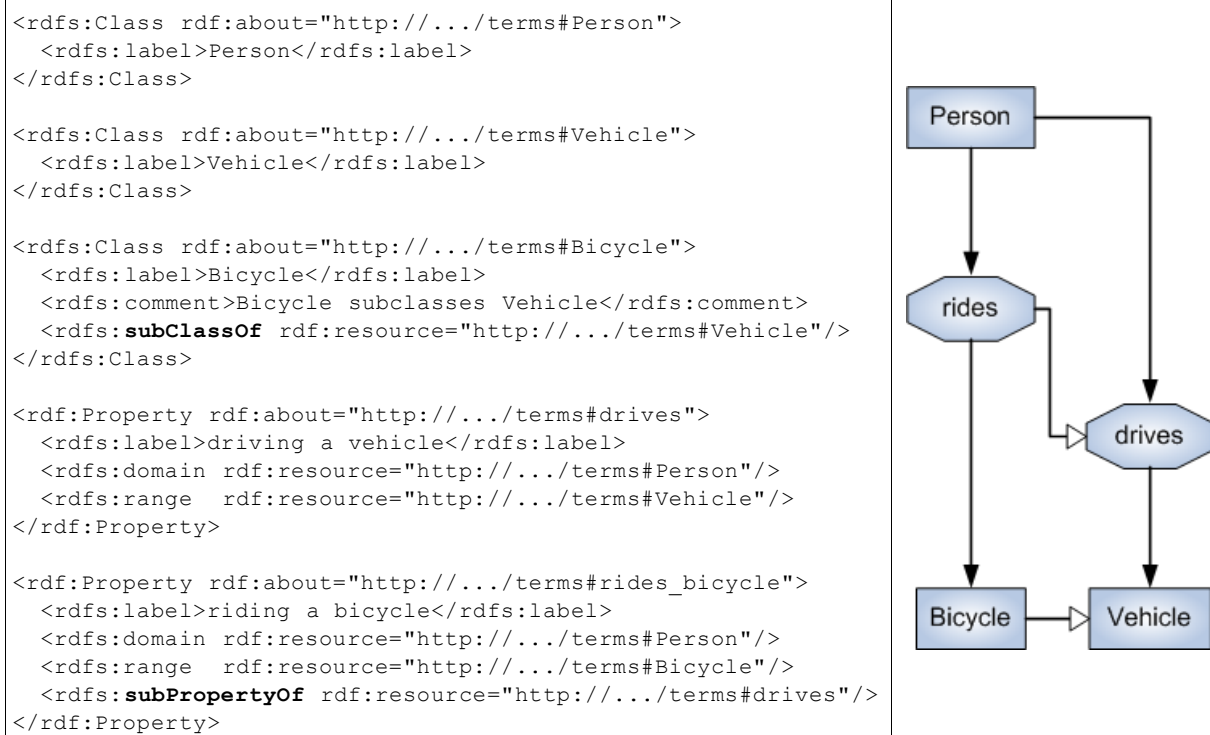 <rdfs:Class rdf:about="http://.../terms#Person">
  <rdfs:label>Person</rdfs:label>
</rdfs:Class>

<rdfs:Class rdf:about="http://.../terms#Vehicle">
  <rdfs:label>Vehicle</rdfs:label>
</rdfs:Class>

<rdfs:Class rdf:about="http://.../terms#Bicycle">
  <rdfs:label>Bicycle</rdfs:label>
  <rdfs:comment>Bicycle subclasses Vehicle</rdfs:comment>
  <rdfs:subClassOf rdf:resource="http://.../terms#Vehicle"/>
</rdfs:Class>

<rdf:Property rdf:about="http://.../terms#drives">
  <rdfs:label>driving a vehicle</rdfs:label>
  <rdfs:domain rdf:resource="http://.../terms#Person"/>
  <rdfs:range  rdf:resource="http://.../terms#Vehicle"/>
</rdf:Property>

<rdf:Property rdf:about="http://.../terms#rides_bicycle">
  <rdfs:label>riding a bicycle</rdfs:label>
  <rdfs:domain rdf:resource="http://.../terms#Person"/>
  <rdfs:range  rdf:resource="http://.../terms#Bicycle"/>
  <rdfs:subPropertyOf rdf:resource="http://.../terms#drives"/>
</rdf:Property>
Person
rides
drives
Bicycle
Vehicle